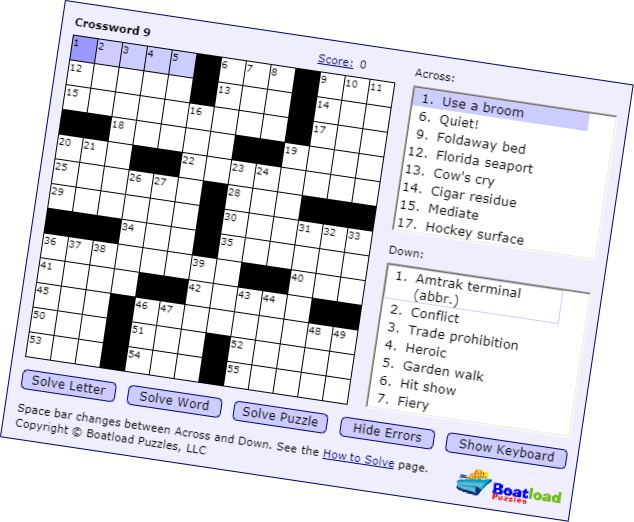 Crossword 9
Score: 0
1 2 3 4 5 6 7 8 9 10 11
12 13 14
15 16 17
18 19
20 21 22 23 24
25 26 27 28
29 30 31 32 33
34 35
36 37 38 39 40
41 42 43 44
45 46 47 48 49
50 51 52
53 54 55
Across:
1. Use a broom
6. Quiet!
9. Foldaway bed
12. Florida seaport
13. Cow's cry
14. Cigar residue
15. Mediate
17. Hockey surface
Down:
1. Amtrak terminal
(abbr.)
2. Conflict
3. Trade prohibition
4. Heroic
5. Garden walk
6. Hit show
7. Fiery
Solve Letter Solve Word Solve Puzzle Hide Errors Show Keyboard
Space bar changes between Across and Down. See the How to Solve page.
Copyright © Boatload Puzzles, LLC
Boatload
Puzzles